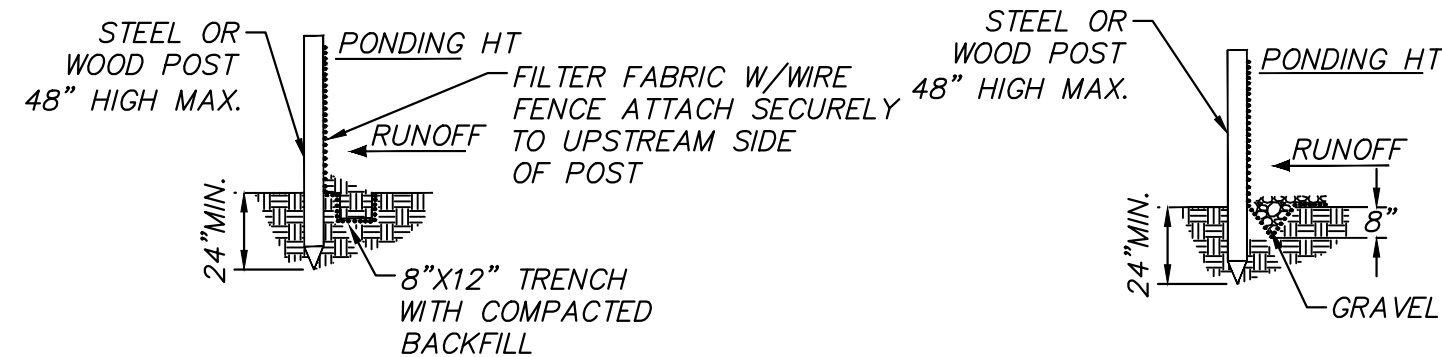 STEEL OR
WOOD POST
48” HIGH MAX.
PONDING HT
FILTER FABRIC W/WIRE
FENCE ATTACH SECURELY
TO UPSTREAM SIDE
OF POST
RUNOFF
24”MIN.
8”X12” TRENCH
WITH COMPACTED
BACKFILL
STEEL OR
WOOD POST
48” HIGH MAX.
PONDING HT
RUNOFF
24”MIN.
8”
GRAVEL